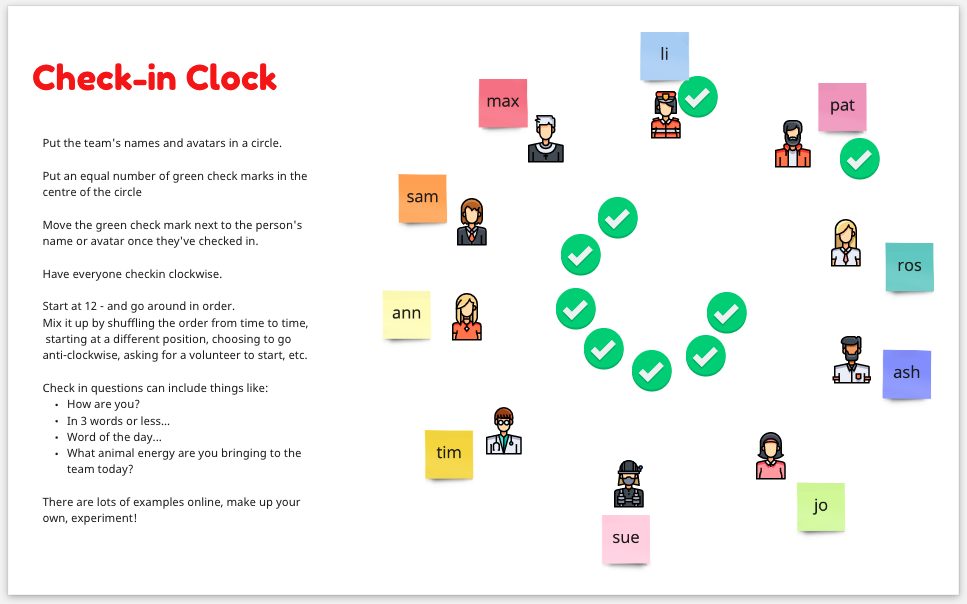 Check-in Clock
Put the team's names and avatars in a circle.
Put an equal number of green check marks in the
centre of the circle
Move the green check mark next to the person's
name or avatar once they've checked in.
Have everyone checkin clockwise.
Start at 12 - and go around in order.
Mix it up by shuffling the order from time to time,
starting at a different position, choosing to go
anti-clockwise, asking for a volunteer to start, etc.
Check in questions can include things like:
• How are you?
• In 3 words or less...
• Word of the day...
• What animal energy are you bringing to the
team today?
There are lots of examples online, make up your
own, experiment!
li
pat
ros
ash
jo
sue
tim
ann
sam
max